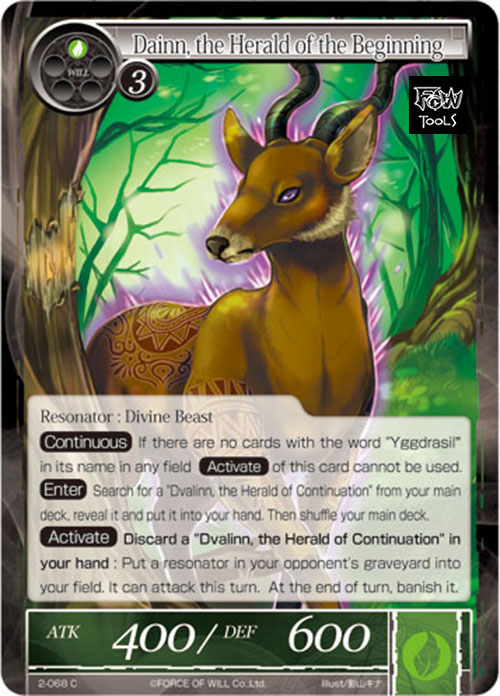 Dainn, the Herald of the Beginning
WILL
3
FOW
TOOLS
Resonator : Divine Beast
Continuous If there are no cards with the word "Yggdrasil"
in its name in any field Activate of this card cannot be used.
Enter Search for a "Dvalinn, the Herald of Continuation" from your main
deck, reveal it and put it into your hand. Then shuffle your main deck.
Activate Discard a "Dvalinn, the Herald of Continuation" in
your hand : Put a resonator in your opponent's graveyard into
your field. It can attack this turn. At the end of turn, banish it.
ATK 400/ DEF 600
2-068 C ©FORCE OF WILL Co.,Ltd. Illust/影山キナ